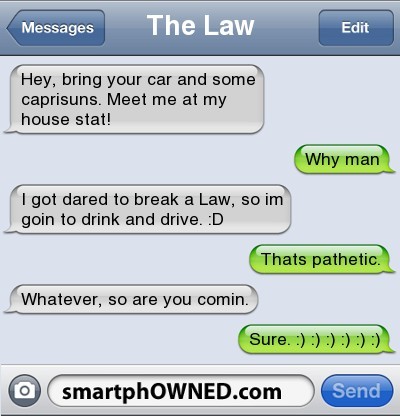 Messages
The Law
Edit
Hey, bring your car and some
caprisuns. Meet me at my
house stat!
Why man
I got dared to break a Law, so im
goin to drink and drive. :D
Thats pathetic.
Whatever, so are you comin.
Sure. :) :) :) :) :) :)
smartphOWNED.com
Send